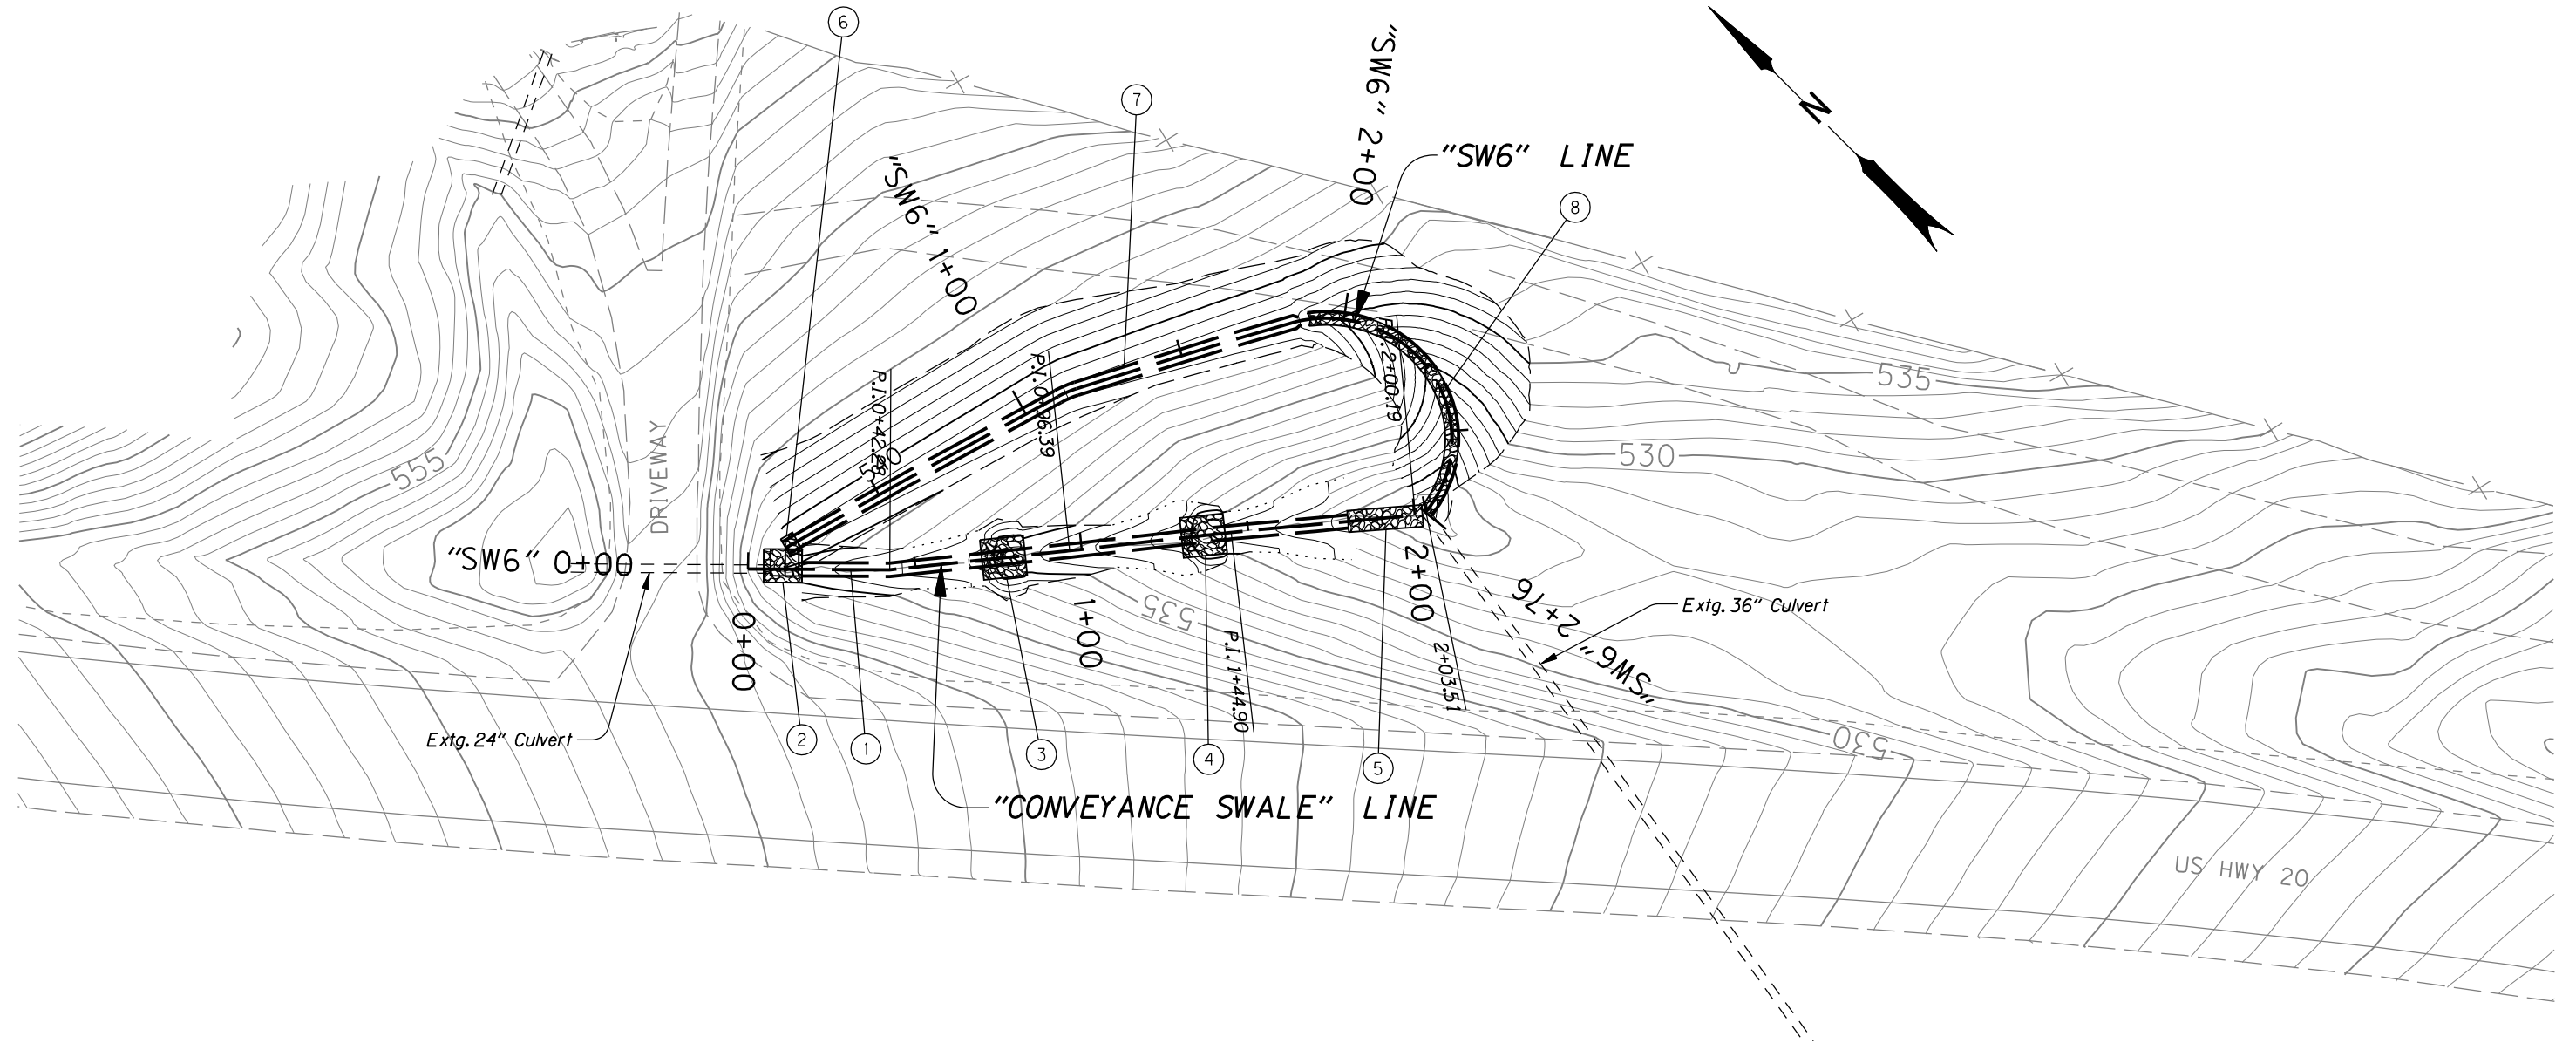 6
7
"SW6" 2+00
N
"SW6" LINE
8
"SW6" 1+00
535
530
P.I. 0+42.28
P.I. 0+96.39
2+00.19
555
DRIVEWAY
"SW6" 0+00
0+00
1+00
535
2+00
"SW6" 2+76
Extg. 36" Culvert
P.I. 1+44.90
2+03.51
Extg. 24" Culvert
2
1
3
4
5
530
"CONVEYANCE SWALE" LINE
US HWY 20